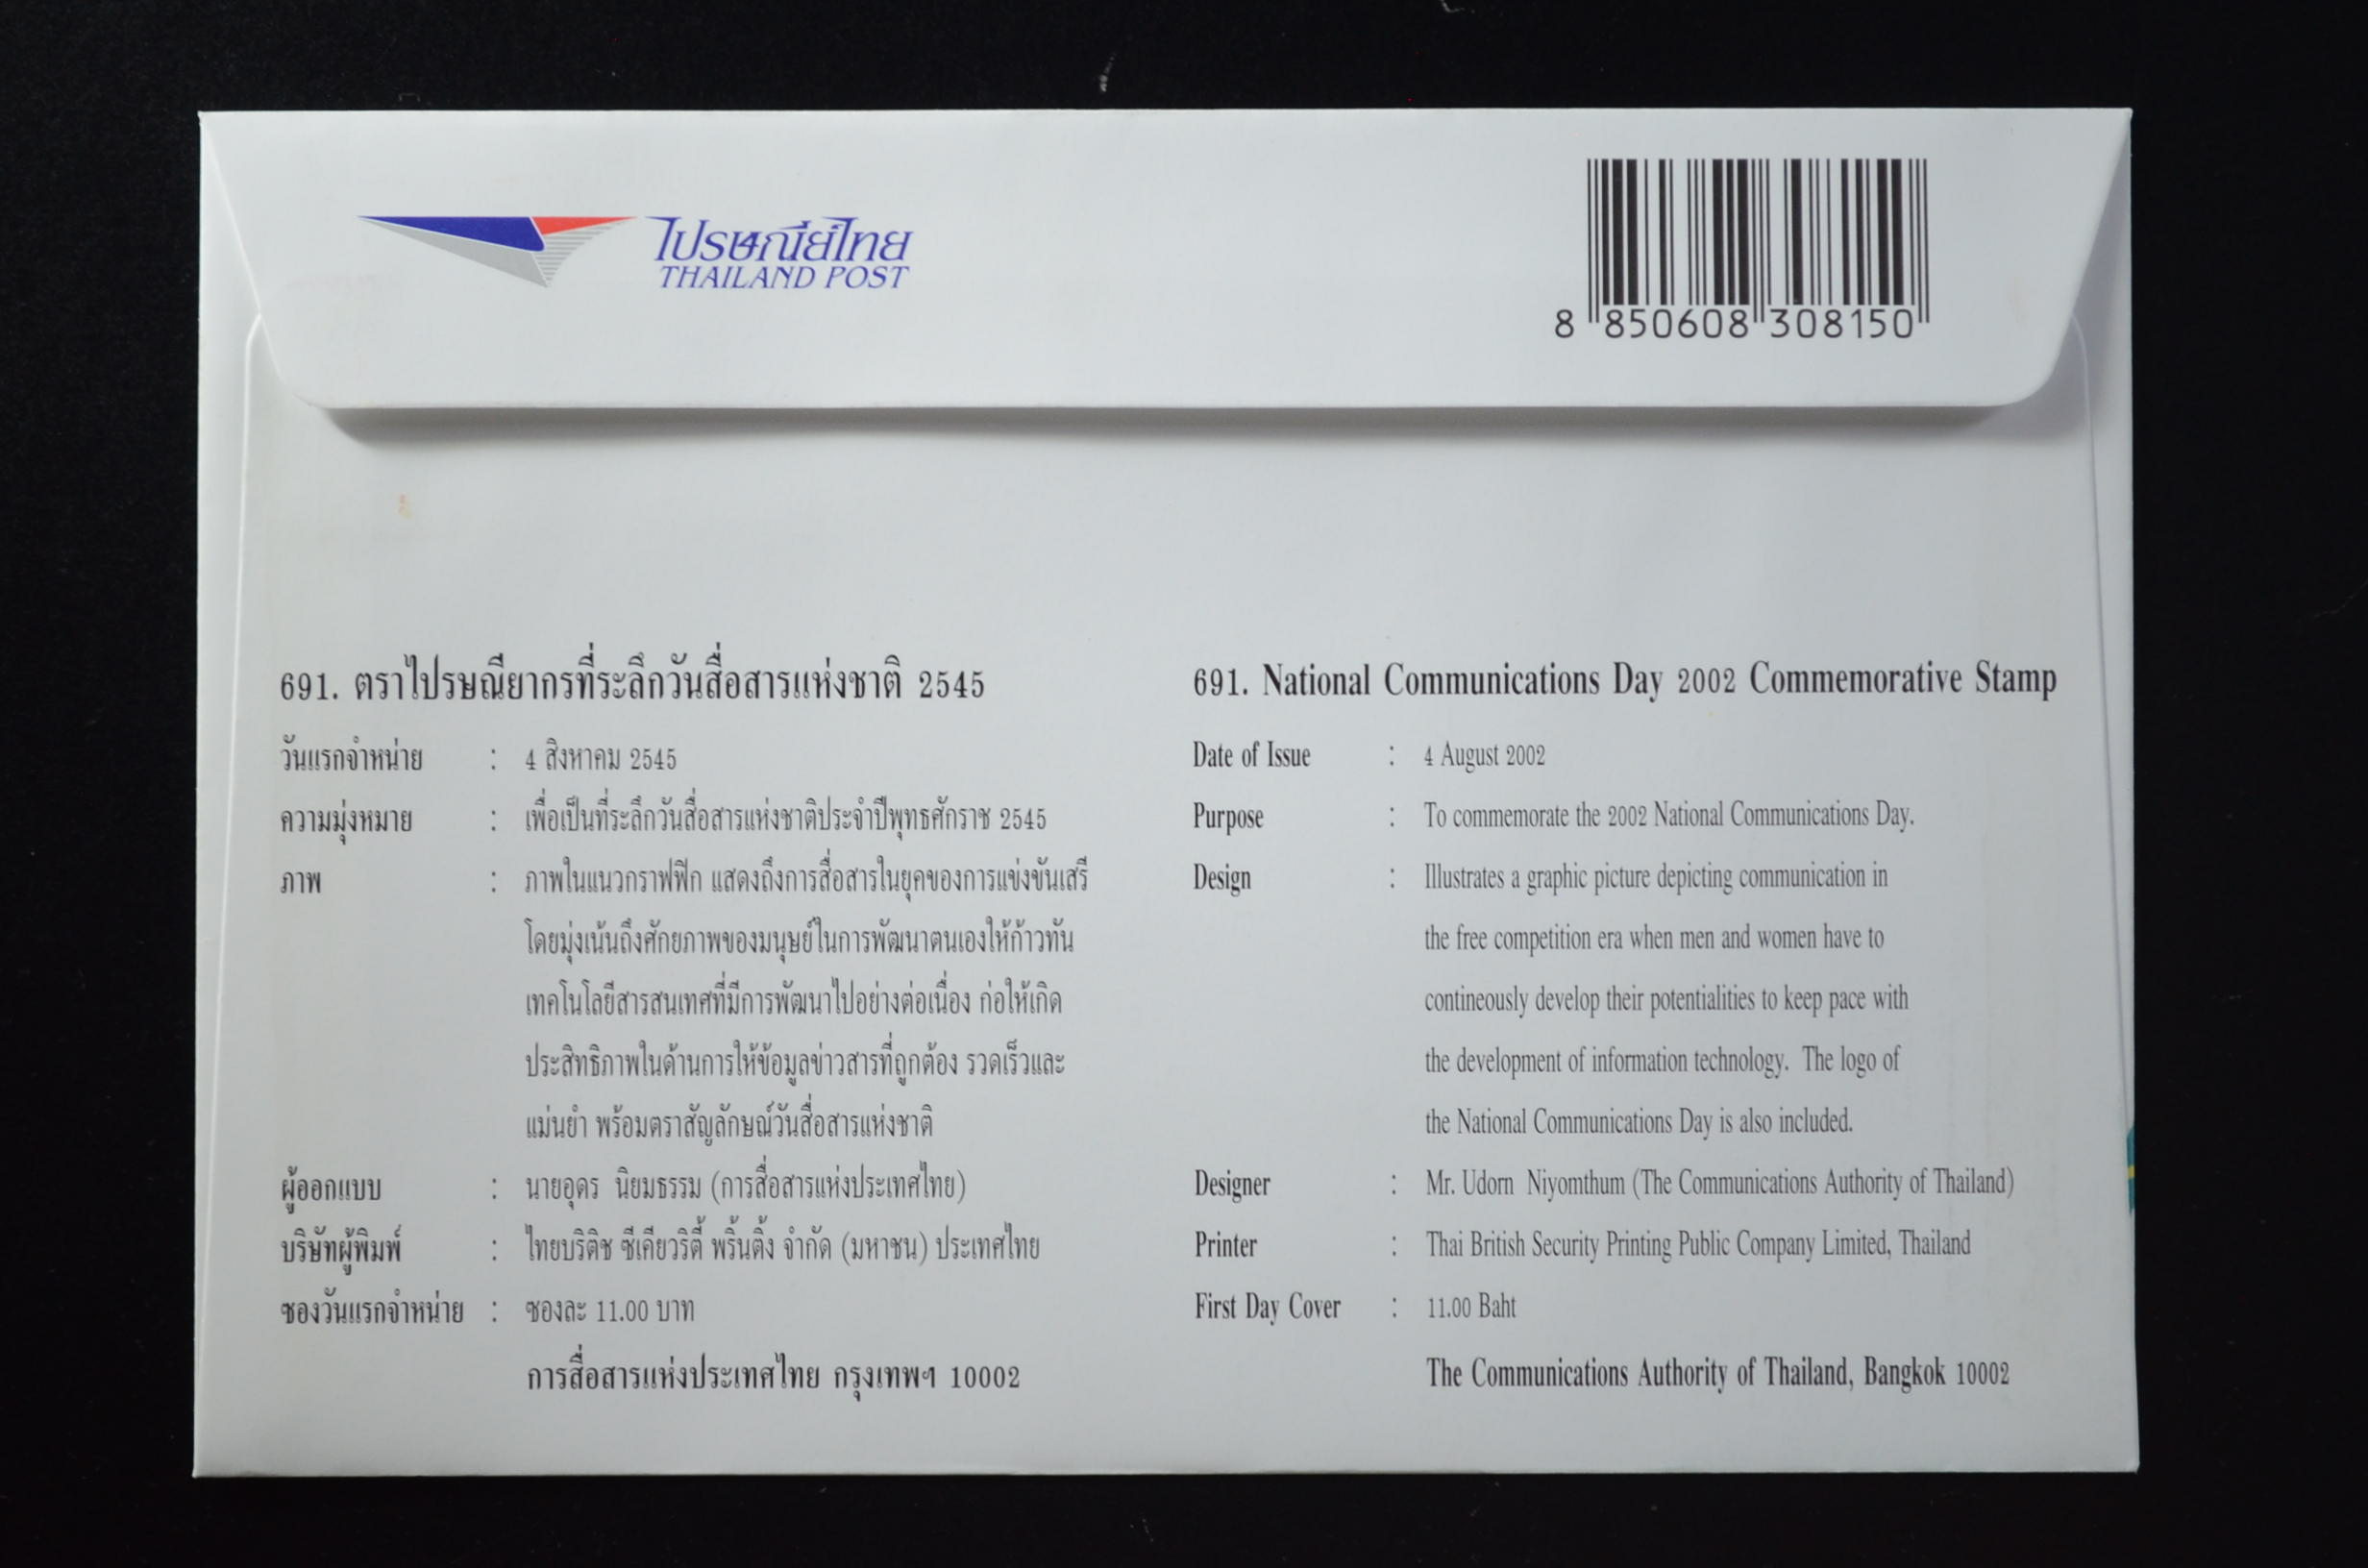 ไปรษณีย์ไทย
THAILAND POST
8 850608 308150
691. ตราไปรษณียากรที่ระลึกวันสื่อสารแห่งชาติ 2545
วันแรกจำหน่าย : 4 สิงหาคม 2545
ความมุ่งหมาย : เพื่อเป็นที่ระลึกวันสื่อสารแห่งชาติประจำปีพุทธศักราช 2545
ภาพ : ภาพในแนวกราฟฟิก แสดงถึงการสื่อสารในยุคของการแข่งขันเสรี
โดยมุ่งเน้นถึงศักยภาพของมนุษย์ในการพัฒนาตนเองให้ก้าวทัน
เทคโนโลยีสารสนเทศที่มีการพัฒนาไปอย่างต่อเนื่อง ก่อให้เกิด
ประสิทธิภาพในด้านการให้ข้อมูลข่าวสารที่ถูกต้อง รวดเร็วและ
แม่นยำ พร้อมตราสัญลักษณ์วันสื่อสารแห่งชาติ
ผู้ออกแบบ : นายอุดร นิยมธรรม (การสื่อสารแห่งประเทศไทย)
บริษัทผู้พิมพ์ : ไทยบริติช ซีเคียวริตี้ พริ้นติ้ง จำกัด (มหาชน) ประเทศไทย
ซองวันแรกจำหน่าย : ซองละ 11.00 บาท
การสื่อสารแห่งประเทศไทย กรุงเทพฯ 10002
691. National Communications Day 2002 Commemorative Stamp
Date of Issue : 4 August 2002
Purpose : To commemorate the 2002 National Communications Day.
Design : Illustrates a graphic picture depicting communication in
the free competition era when men and women have to
contineously develop their potentialities to keep pace with
the development of information technology. The logo of
the National Communications Day is also included.
Designer : Mr. Udorn Niyomthum (The Communications Authority of Thailand)
Printer : Thai British Security Printing Public Company Limited, Thailand
First Day Cover : 11.00 Baht
The Communications Authority of Thailand, Bangkok 10002